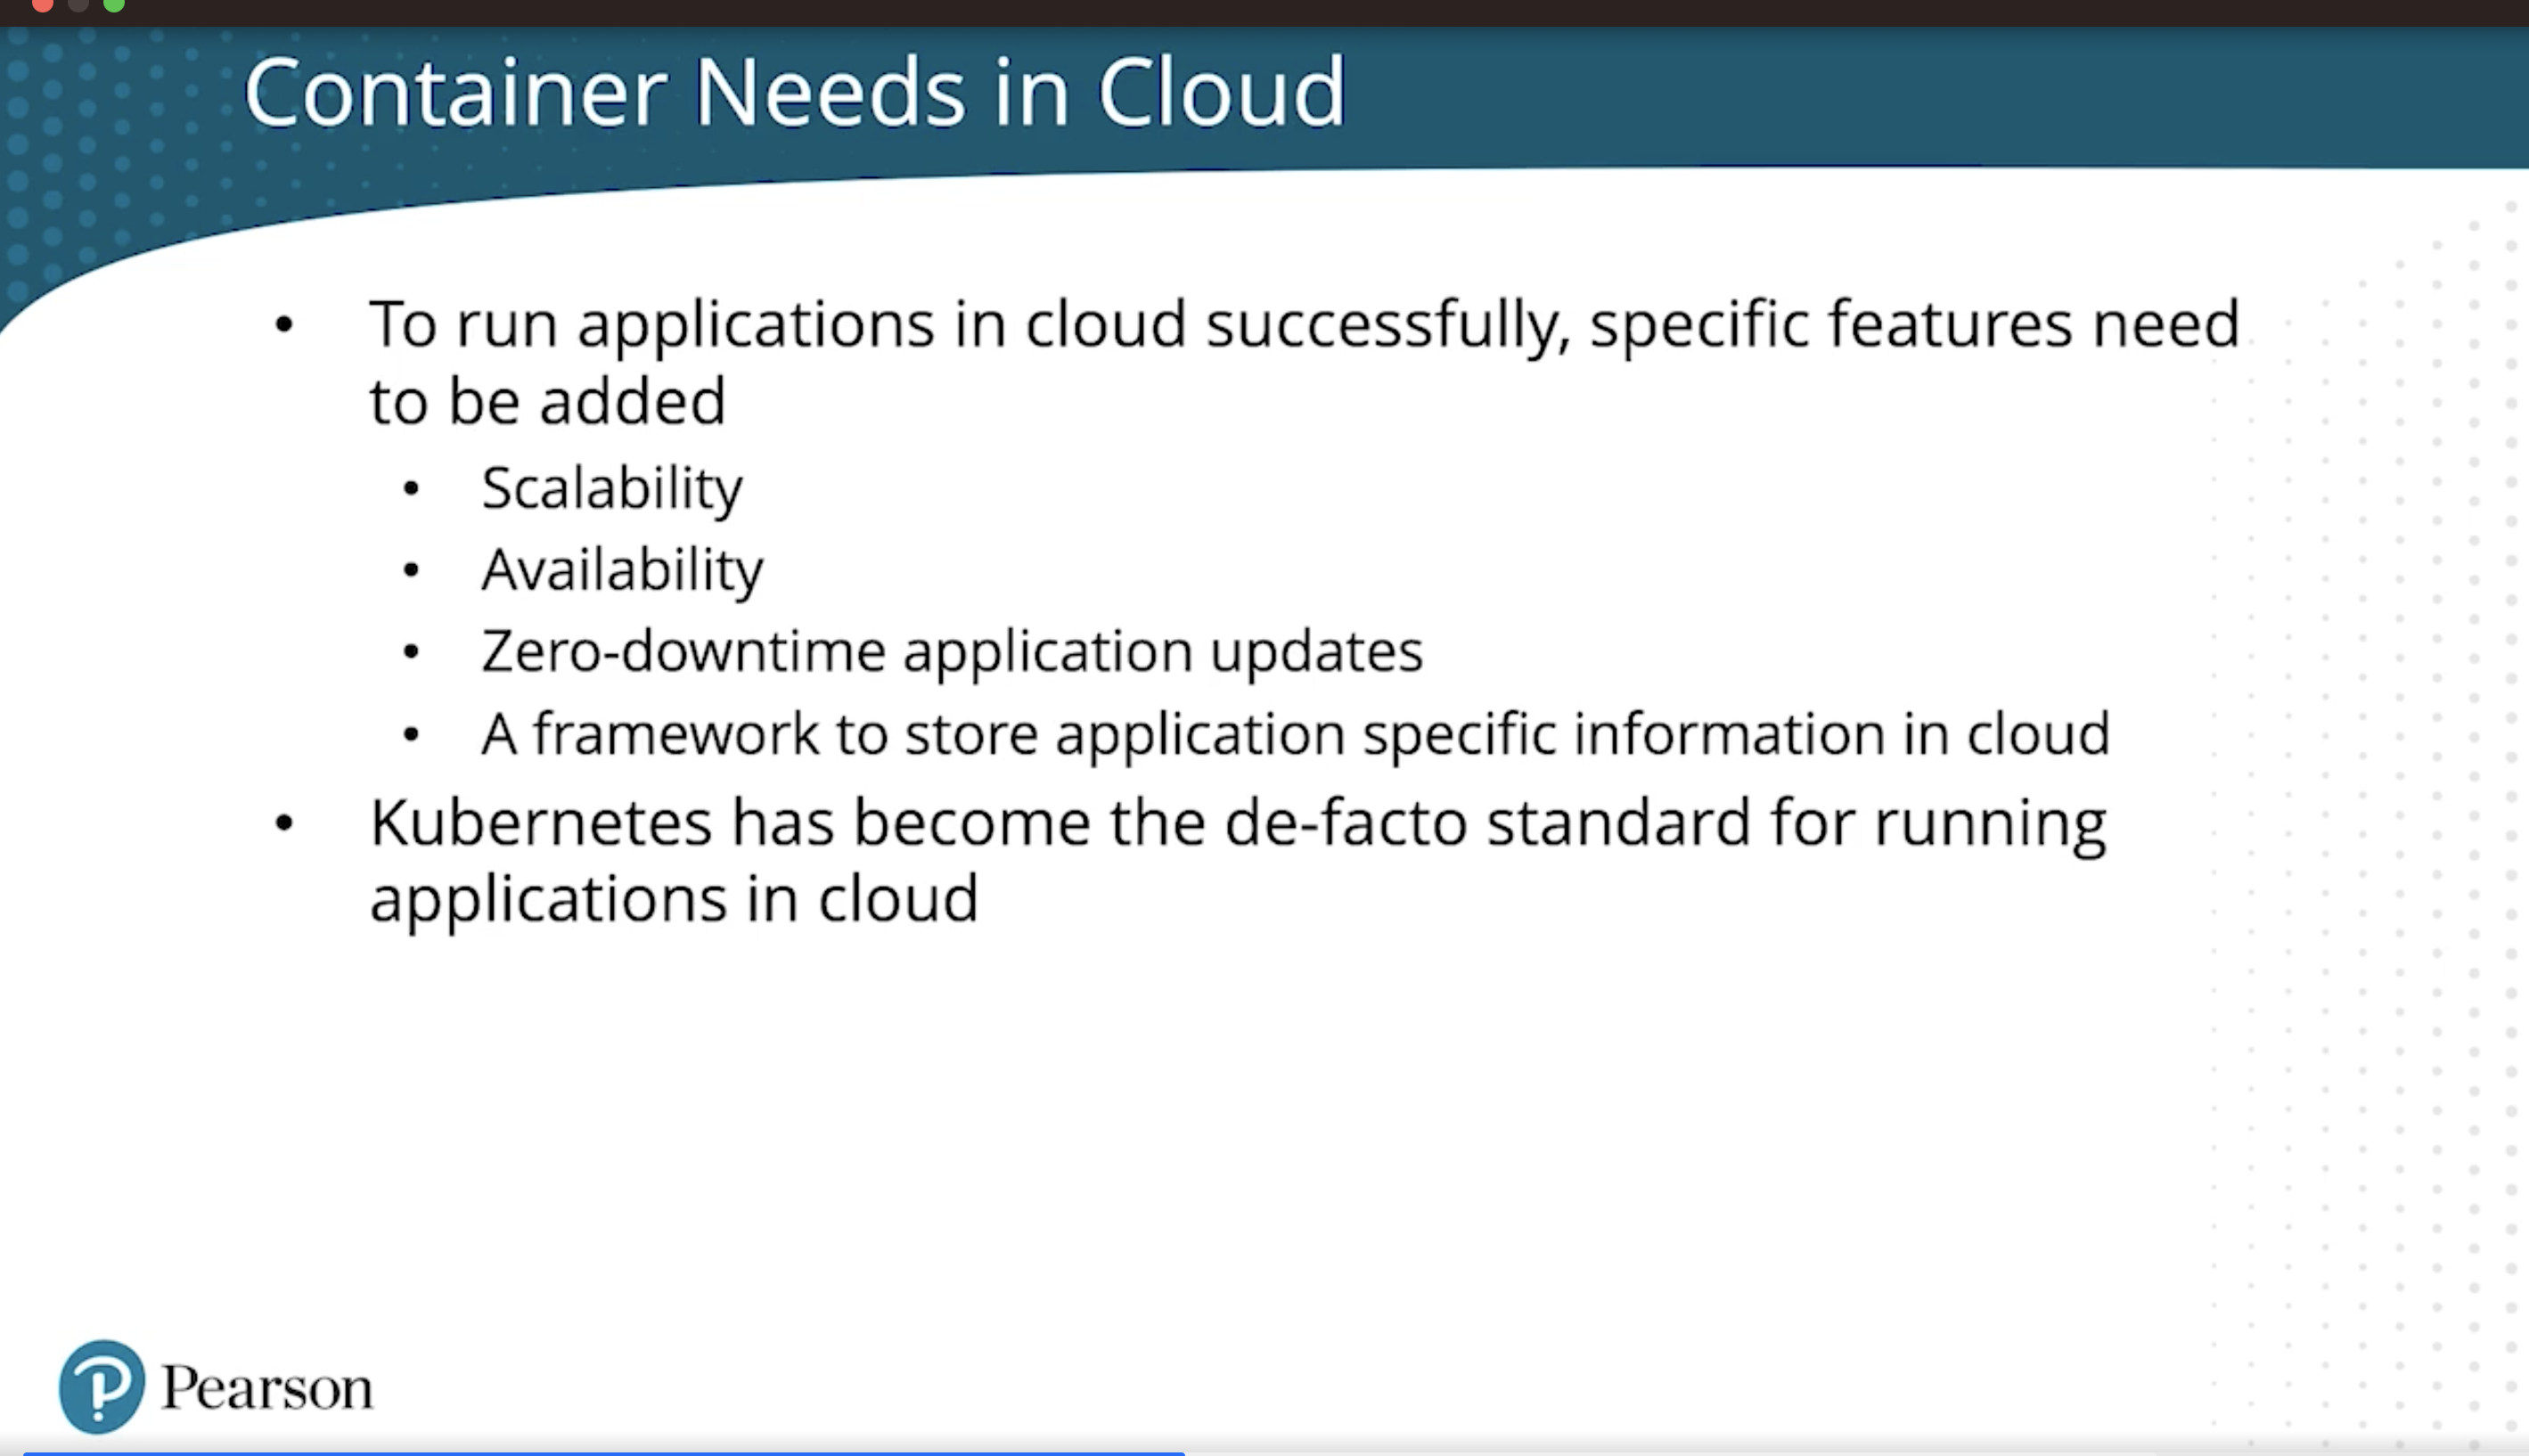 Container Needs in Cloud
• To run applications in cloud successfully, specific features need
to be added
• Scalability
• Availability
• Zero-downtime application updates
• A framework to store application specific information in cloud
• Kubernetes has become the de-facto standard for running
applications in cloud
Pearson